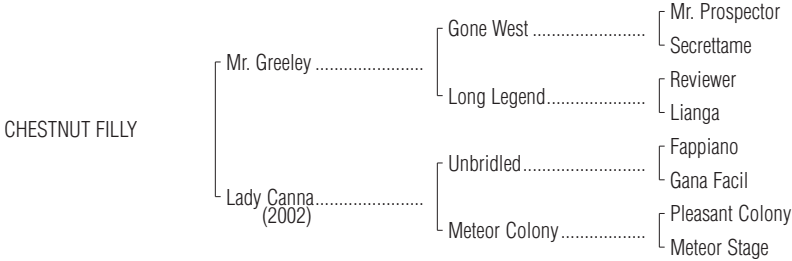 Mr. Prospector
Gone West ........................
Secrettame
Mr. Greeley .......................
Reviewer
Long Legend.....................
Lianga
CHESTNUT FILLY
Fappiano
Unbridled..........................
Gana Facil
Lady Canna.......................
(2002)
Pleasant Colony
Meteor Colony..................
Meteor Stage